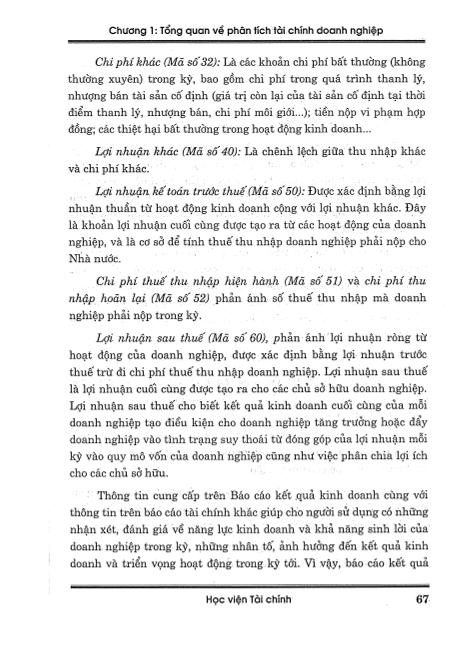 Chương 1: Tổng quan về phân tích tài chính doanh nghiệp
Chi phí khác (Mã số 32): Là các khoản chi phí bất thường (không
thường xuyên) trong kỳ, bao gồm chi phí trong quá trình thanh lý,
nhượng bán tài sản cố định (giá trị còn lại của tài sản cố định tại thời
điểm thanh lý, nhượng bán, chi phí môi giới...); tiền nộp vi phạm hợp
đồng; các thiệt hại bất thường trong hoạt động kinh doanh...
Lợi nhuận khác (Mã số 40): Là chênh lệch giữa thu nhập khác
và chi phí khác.
Lợi nhuận kế toán trước thuế (Mã số 50): Được xác định bằng lợi
nhuận thuần từ hoạt động kinh doanh cộng với lợi nhuận khác. Đây
là khoản lợi nhuận cuối cùng được tạo ra từ các hoạt động của doanh
nghiệp, và là cơ sở để tính thuế thu nhập doanh nghiệp phải nộp cho
Nhà nước.
Chi phí thuế thu nhập hiện hành (Mã số 51) và chi phí thu
nhập hoãn lại (Mã số 52) phản ánh số thuế thu nhập mà doanh
nghiệp phải nộp trong kỳ.
Lợi nhuận sau thuế (Mã số 60), phản ánh lợi nhuận ròng từ
hoạt động của doanh nghiệp, được xác định bằng lợi nhuận trước
thuế trừ đi chi phí thuế thu nhập doanh nghiệp. Lợi nhuận sau thuế
là lợi nhuận cuối cùng được tạo ra cho các chủ sở hữu doanh nghiệp.
Lợi nhuận sau thuế cho biết kết quả kinh doanh cuối cùng của mỗi
doanh nghiệp tạo điều kiện cho doanh nghiệp tăng trưởng hoặc đẩy
doanh nghiệp vào tình trạng suy thoái từ đóng góp của lợi nhuận mỗi
kỳ vào quy mô vốn của doanh nghiệp cũng như việc phân chia lợi ích
cho các chủ sở hữu.
Thông tin cung cấp trên Báo cáo kết quả kinh doanh cùng với
thông tin trên báo cáo tài chính khác giúp cho người sử dụng có những
nhận xét, đánh giá về năng lực kinh doanh và khả năng sinh lời của
doanh nghiệp trong kỳ, những nhân tố, ảnh hưởng đến kết quả kinh
doanh và triển vọng hoạt động trong kỳ tới. Vì vậy, báo cáo kết quả
Học viện Tài chính 67